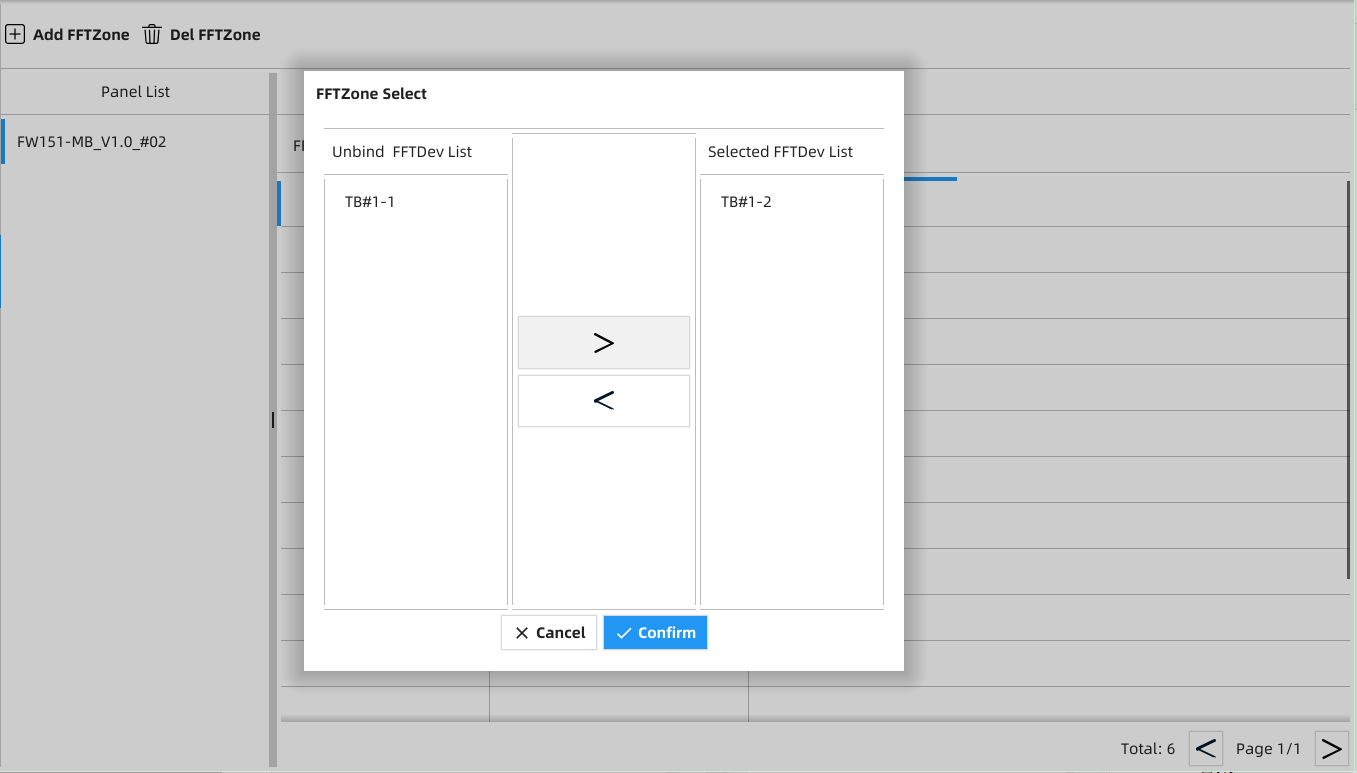 Add FFTZone Del FFTZone
Panel List
FW151-MB_V1.0_#02
FFTZone Select
Unbind FFTDev List
Selected FFTDev List
TB#1-1
TB#1-2
>
<
Cancel
Confirm
Total: 6 < Page 1/1 >